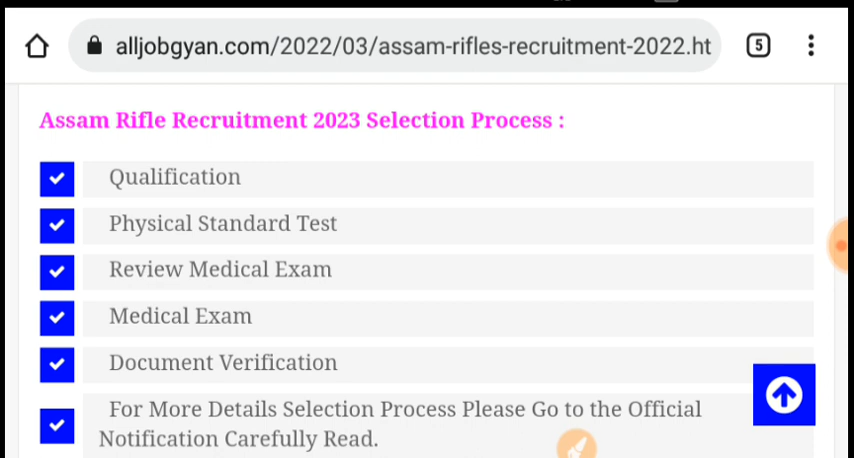 alljobgyan.com/2022/03/assam-rifles-recruitment-2022.ht
5
Assam Rifle Recruitment 2023 Selection Process :
Qualification
Physical Standard Test
Review Medical Exam
Medical Exam
Document Verification
For More Details Selection Process Please Go to the Official
Notification Carefully Read.